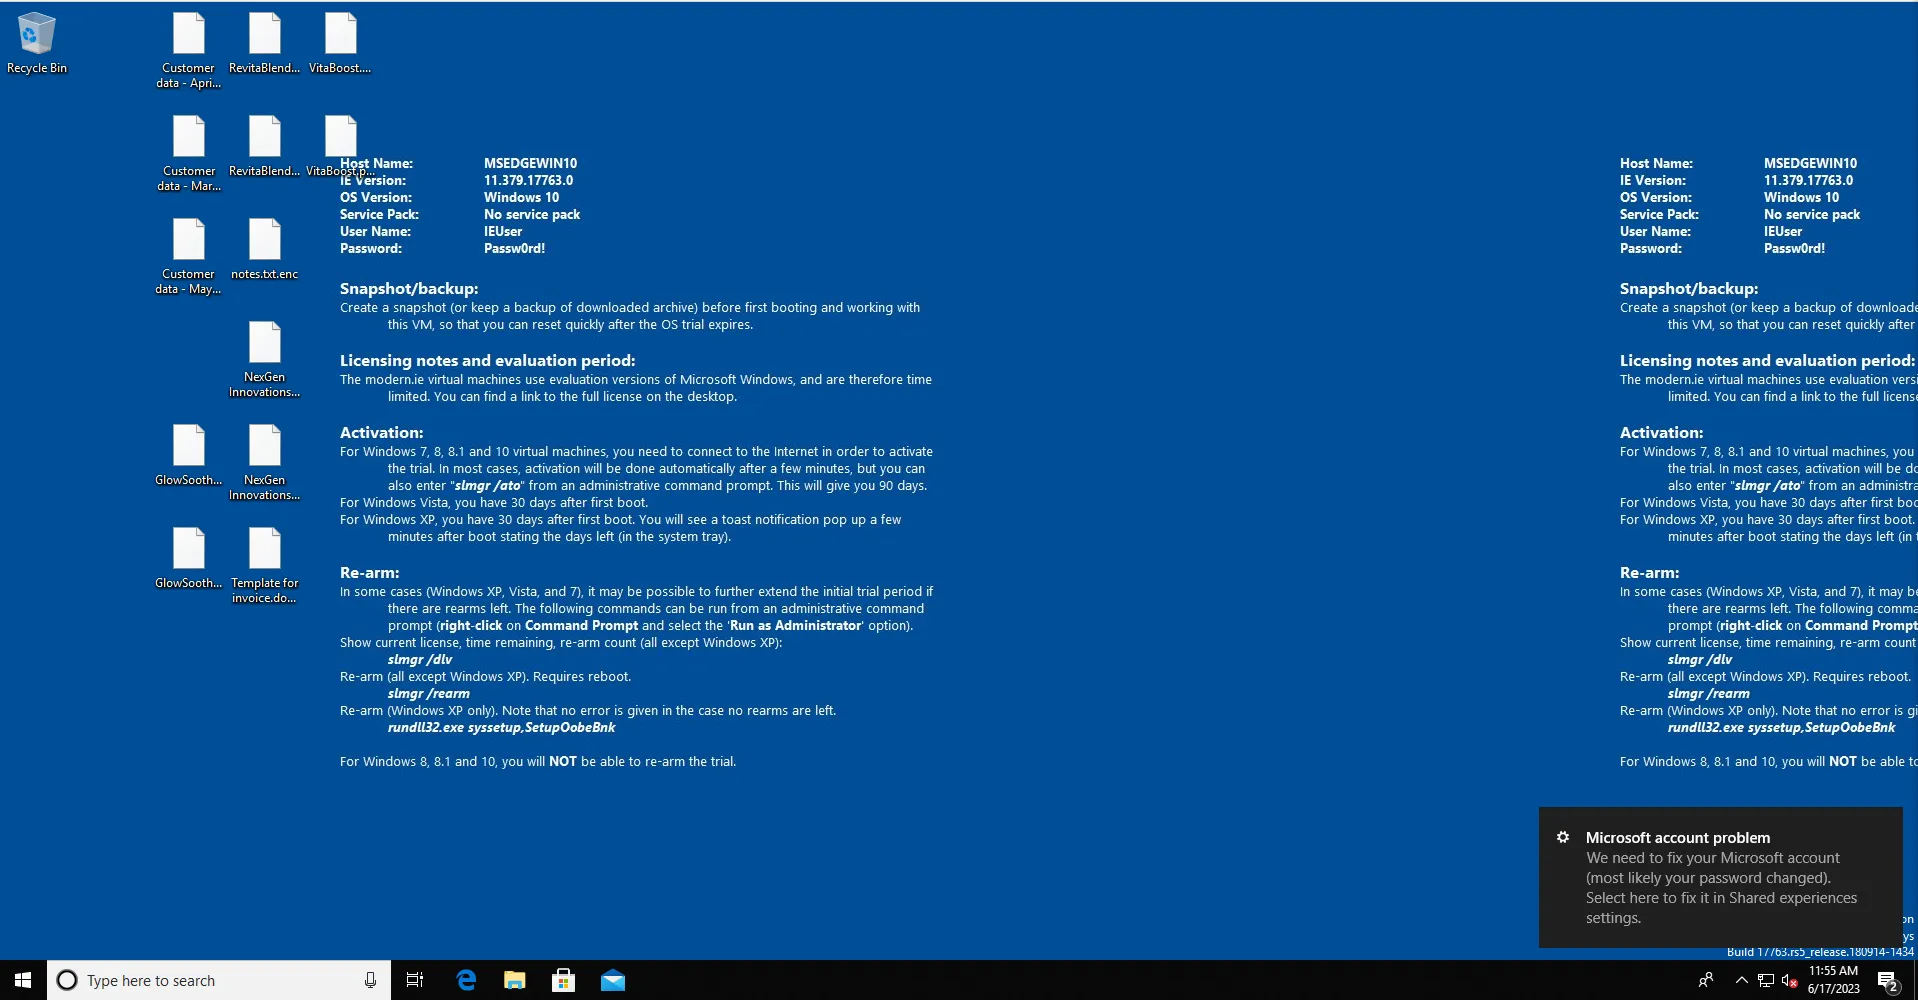 Recycle Bin
Customer
data - Apri...
RevitaBlend...
VitaBoost....
Customer
data - Mar...
RevitaBlend...
VitaBoost.p...
Customer
data - May...
notes.txt.enc
NexGen
Innovations...
GlowSooth...
NexGen
Innovations...
GlowSooth...
Template for
invoice.do...
Host Name: MSEDGEWIN10
IE Version: 11.379.17763.0
OS Version: Windows 10
Service Pack: No service pack
User Name: IEUser
Password: Passw0rd!
Snapshot/backup:
Create a snapshot (or keep a backup of downloaded archive) before first booting and working with
this VM, so that you can reset quickly after the OS trial expires.
Licensing notes and evaluation period:
The modern.ie virtual machines use evaluation versions of Microsoft Windows, and are therefore time
limited. You can find a link to the full license on the desktop.
Activation:
For Windows 7, 8, 8.1 and 10 virtual machines, you need to connect to the Internet in order to activate
the trial. In most cases, activation will be done automatically after a few minutes, but you can
also enter "slmgr /ato" from an administrative command prompt. This will give you 90 days.
For Windows Vista, you have 30 days after first boot.
For Windows XP, you have 30 days after first boot. You will see a toast notification pop up a few
minutes after boot stating the days left (in the system tray).
Re-arm:
In some cases (Windows XP, Vista, and 7), it may be possible to further extend the initial trial period if
there are rearms left. The following commands can be run from an administrative command
prompt (right-click on Command Prompt and select the 'Run as Administrator' option).
Show current license, time remaining, re-arm count (all except Windows XP):
slmgr /dlv
Re-arm (all except Windows XP). Requires reboot.
slmgr /rearm
Re-arm (Windows XP only). Note that no error is given in the case no rearms are left.
rundll32.exe syssetup,SetupOobeBnk
For Windows 8, 8.1 and 10, you will NOT be able to re-arm the trial.
Host Name: MSEDGEWIN10
IE Version: 11.379.17763.0
OS Version: Windows 10
Service Pack: No service pack
User Name: IEUser
Password: Passw0rd!
Snapshot/backup:
Create a snapshot (or keep a backup of
this VM, so that you can reset quickly after
Licensing notes and evaluation period:
The modern.ie virtual machines use evaluation
limited. You can find a link to the full
Activation:
For Windows 7, 8, 8.1 and 10 virtual machines, you
the trial. In most cases, activation will be
also enter "slmgr /ato" from an
For Windows Vista, you have 30 days after first
For Windows XP, you have 30 days after first boot.
minutes after boot stating the days left (in
Re-arm:
In some cases (Windows XP, Vista, and 7), it may
there are rearms left. The following
prompt (right-click on Command Prompt
Show current license, time remaining, re-arm count
slmgr /dlv
Re-arm (all except Windows XP). Requires reboot.
slmgr /rearm
Re-arm (Windows XP only). Note that no error is
rundll32.exe syssetup,SetupOobeBnk
For Windows 8, 8.1 and 10, you will NOT be able
Microsoft account problem
We need to fix your Microsoft account
(most likely your password changed).
Select here to fix it in Shared experiences
settings.
Build 17763.rs5_release.180914-1434
Type here to search
11:55 AM
6/17/2023
2